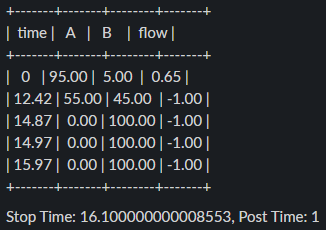 +-------+-------+--------+-------+
| time | A | B | flow |
+-------+-------+--------+-------+
| 0 | 95.00 | 5.00 | 0.65 |
| 12.42 | 55.00 | 45.00 | -1.00 |
| 14.87 | 0.00 | 100.00 | -1.00 |
| 14.97 | 0.00 | 100.00 | -1.00 |
| 15.97 | 0.00 | 100.00 | -1.00 |
+-------+-------+--------+-------+
Stop Time: 16.100000000008553, Post Time: 1